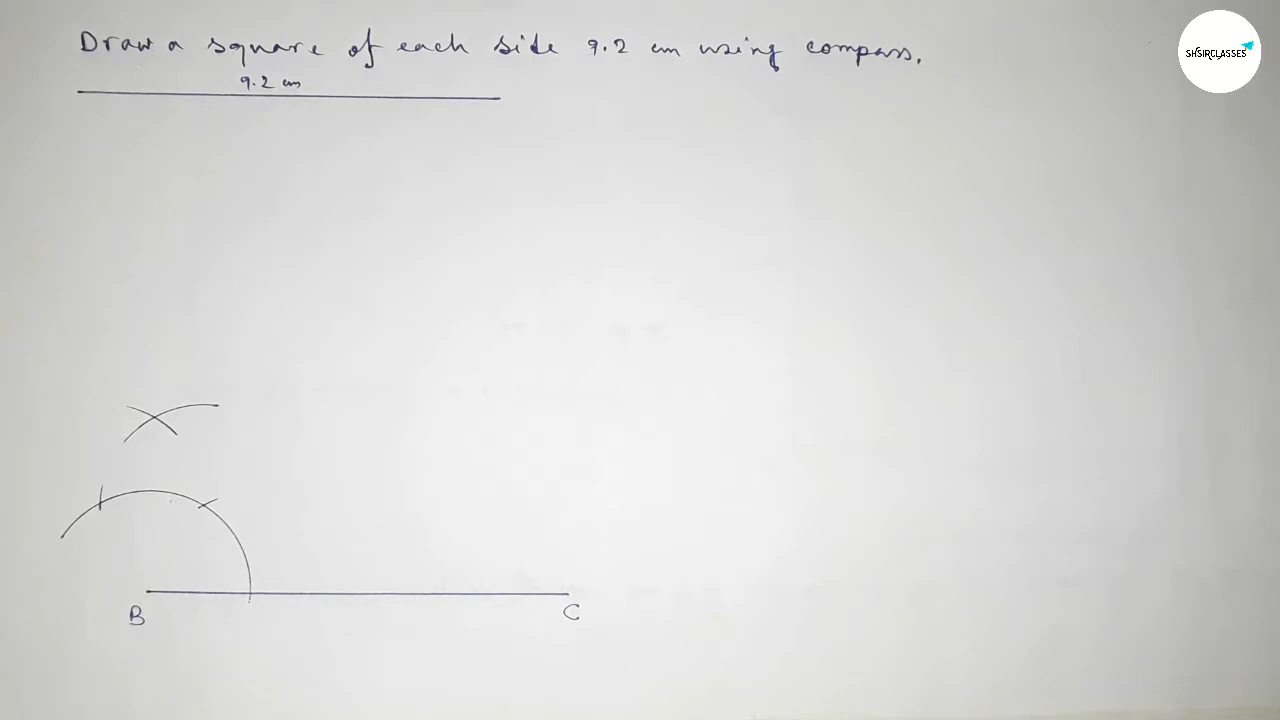 Draw a square of each side 9.2 cm using compass.
9.2 cm
SHSIRCLASSES
B
C